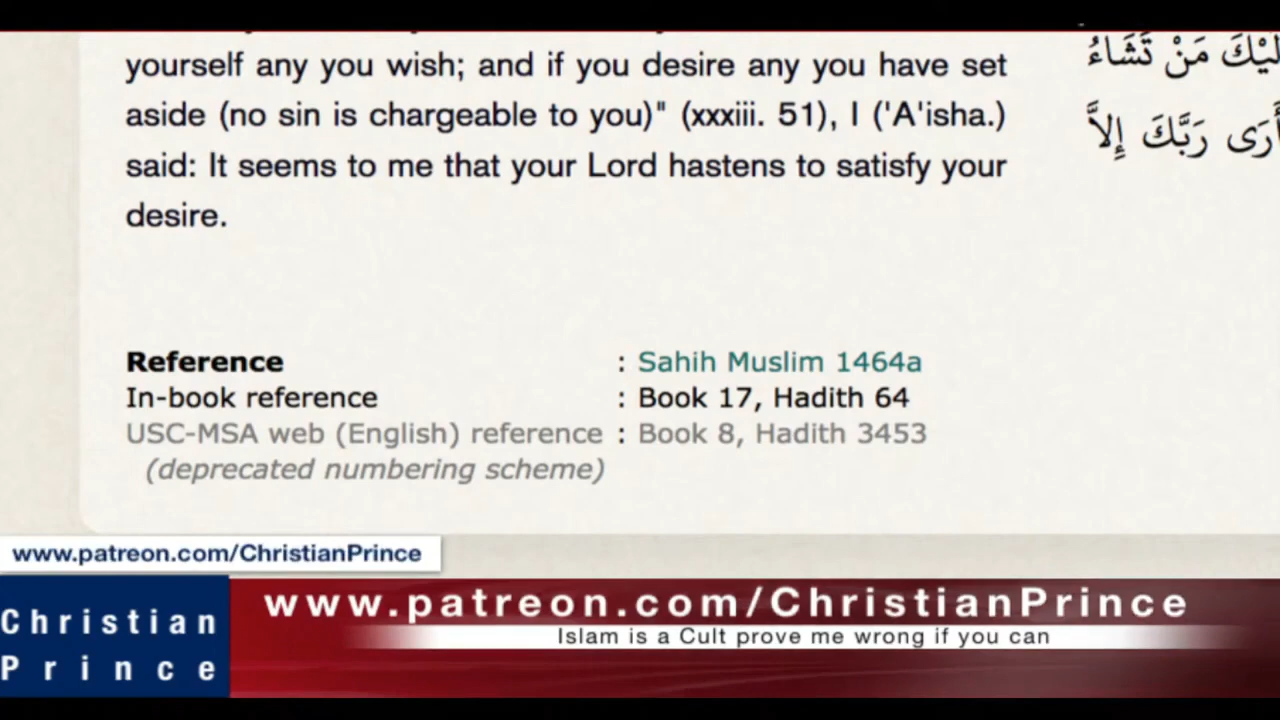 yourself any you wish; and if you desire any you have set
aside (no sin is chargeable to you)" (xxxiii. 51), I ('A'isha.)
said: It seems to me that your Lord hastens to satisfy your
desire.
لَيْكَ مَنْ تَشَاءُ
أَرَى رَبَّكَ إِلاَّ
Reference : Sahih Muslim 1464a
In-book reference : Book 17, Hadith 64
USC-MSA web (English) reference : Book 8, Hadith 3453
(deprecated numbering scheme)
www.patreon.com/ChristianPrince
Christian
Prince
www.patreon.com/ChristianPrince
Islam is a Cult prove me wrong if you can